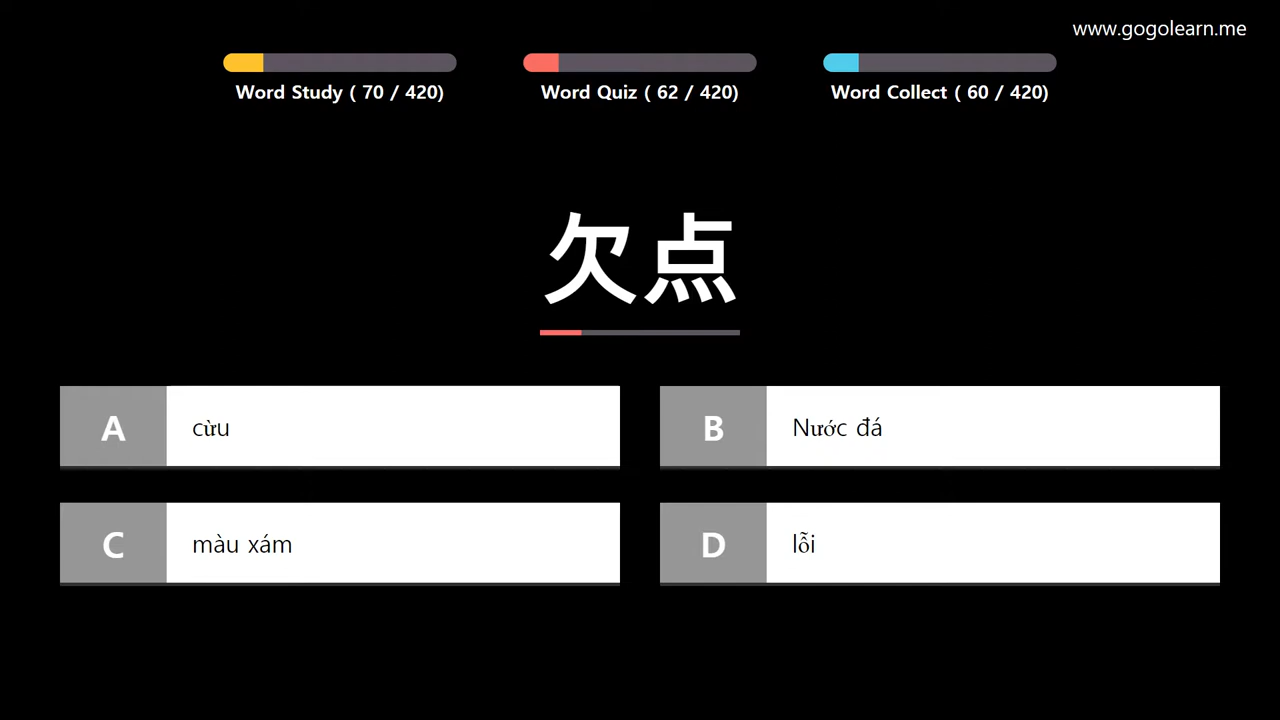 www.gogolearn.me
Word Study ( 70 / 420)
Word Quiz ( 62 / 420)
Word Collect ( 60 / 420)
欠点
A cừu
B Nước đá
C màu xám
D lỗi